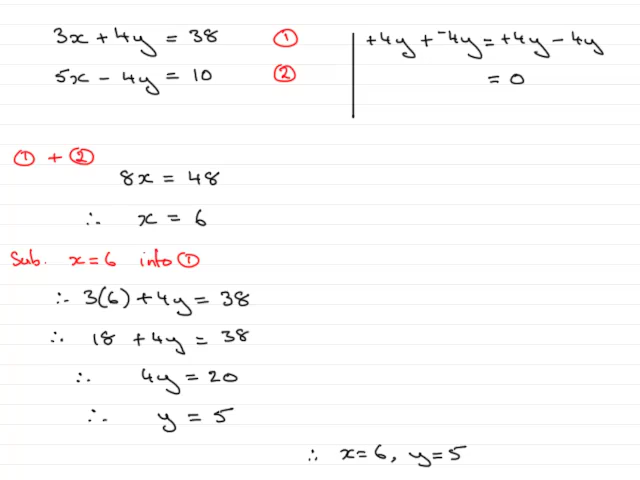 3x + 4y = 38 ①
5x - 4y = 10 ②
+4y + ⁻4y = +4y - 4y
= 0
① + ②
8x = 48
∴ x = 6
Sub. x = 6 into ①
∴ 3(6) + 4y = 38
∴ 18 + 4y = 38
∴ 4y = 20
∴ y = 5
∴ x = 6, y = 5